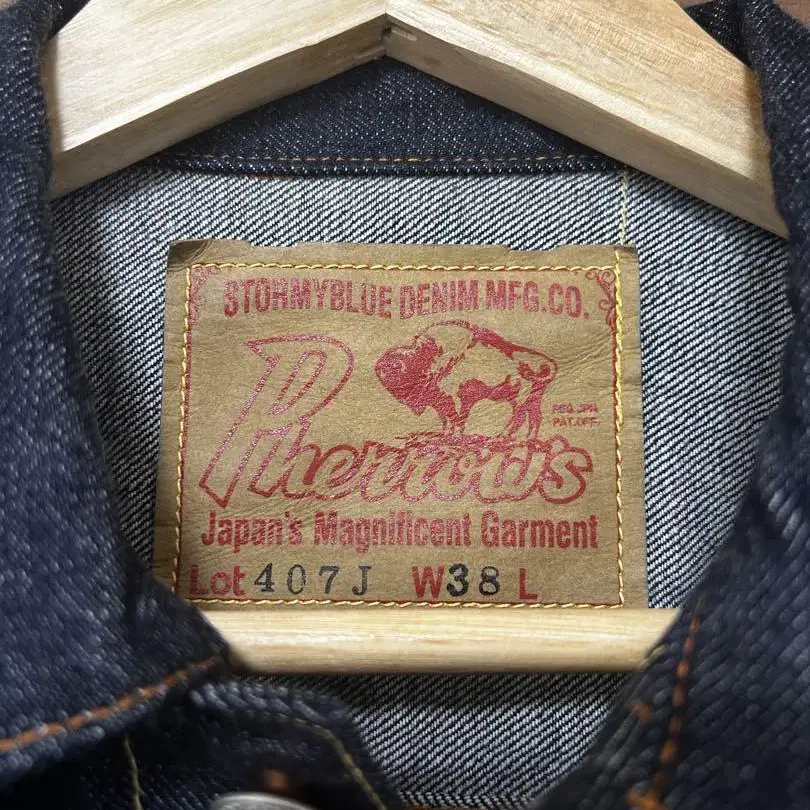 STORMYBLUE DENIM MFG.CO.
REG.JPN
PAT.OFF.
Pherrow's
Japan's Magnificent Garment
Lot 407J W38 L